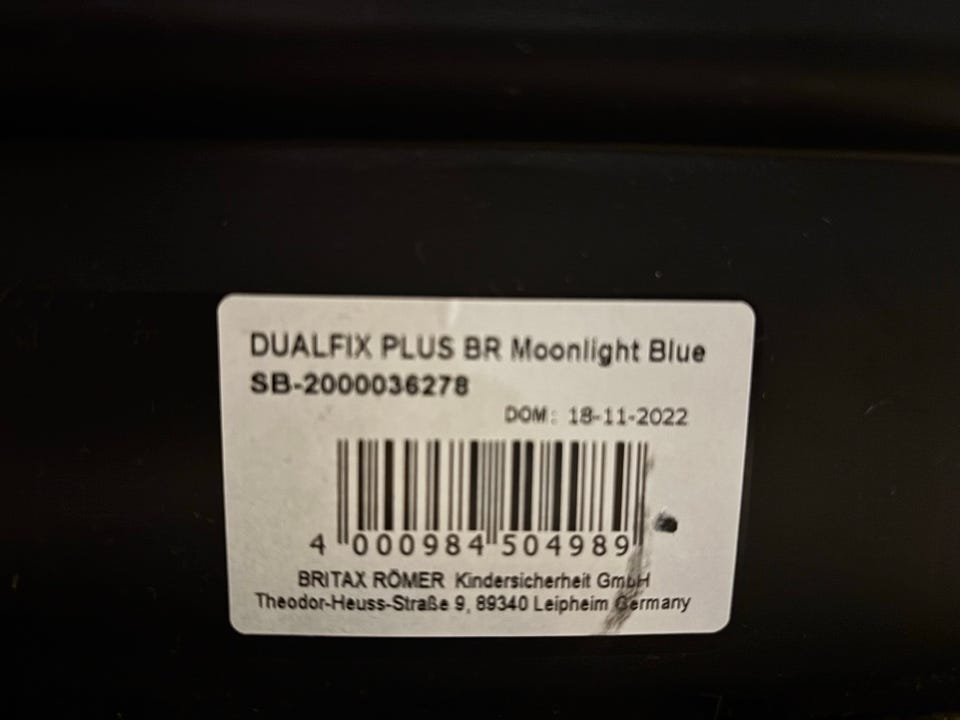 DUALFIX PLUS BR Moonlight Blue
SB-2000036278
DOM: 18-11-2022
4 000984 504989
BRITAX RÖMER Kindersicherheit GmbH
Theodor-Heuss-Straße 9, 89340 Leipheim Germany